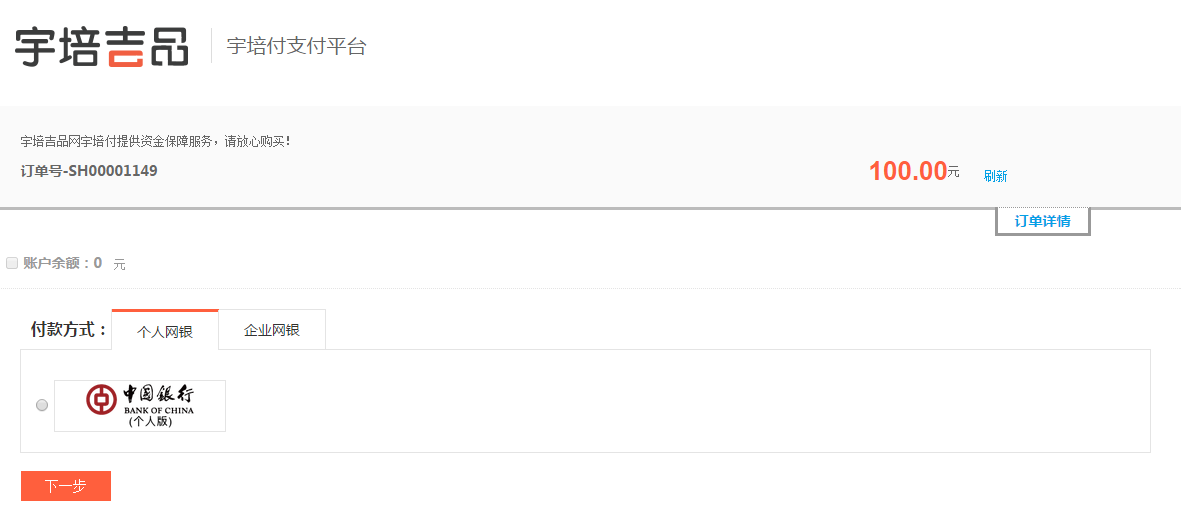 宇培吉品
宇培付支付平台
宇培吉品网宇培付提供资金保障服务，请放心购买！
订单号-SH00001149
100.00元 刷新
订单详情
账户余额：0 元
付款方式： 个人网银 企业网银
中国银行
BANK OF CHINA
(个人版)
下一步